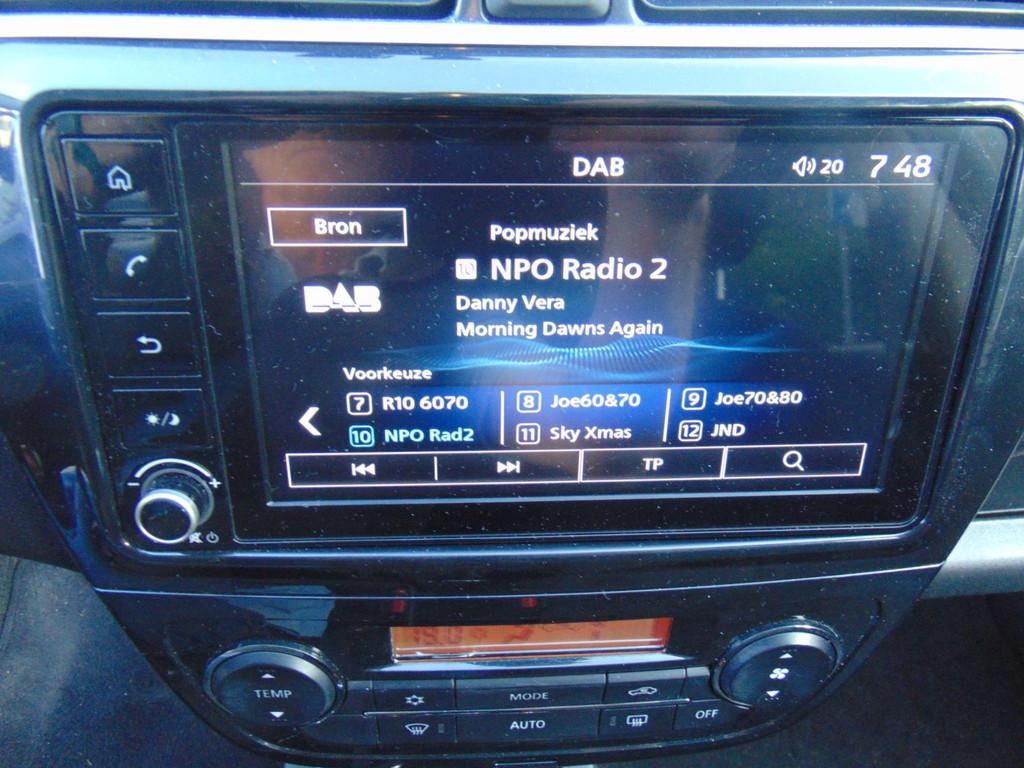 DAB 20 7 48
Bron
Popmuziek
10 NPO Radio 2
DAB
Danny Vera
Morning Dawns Again
Voorkeuze
7 R10 6070 8 Joe60&70 9 Joe70&80
10 NPO Rad2 11 Sky Xmas 12 JND
TP
- +
TEMP MODE
AUTO OFF